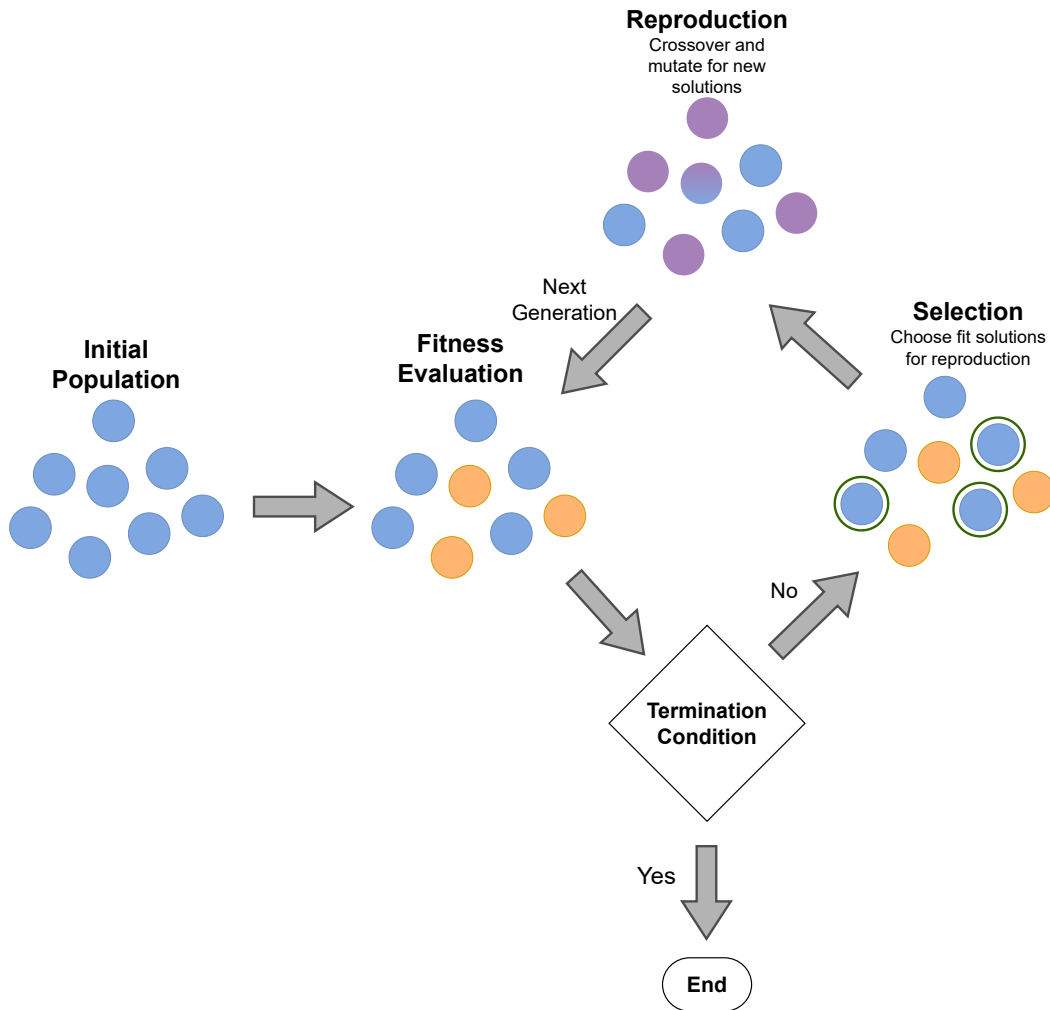 Reproduction
Crossover and
mutate for new
solutions
Next
Generation
Selection
Choose fit solutions
for reproduction
Initial
Population
Fitness
Evaluation
No
Termination
Condition
Yes
End